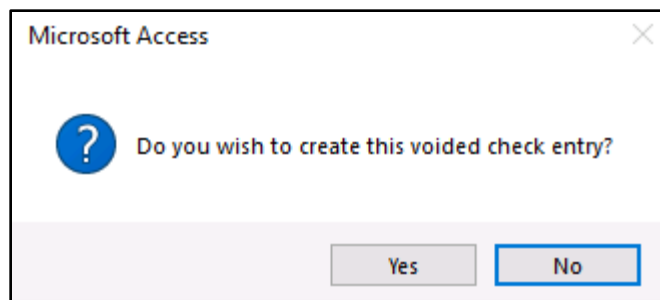 Microsoft Access
Do you wish to create this voided check entry?
Yes No